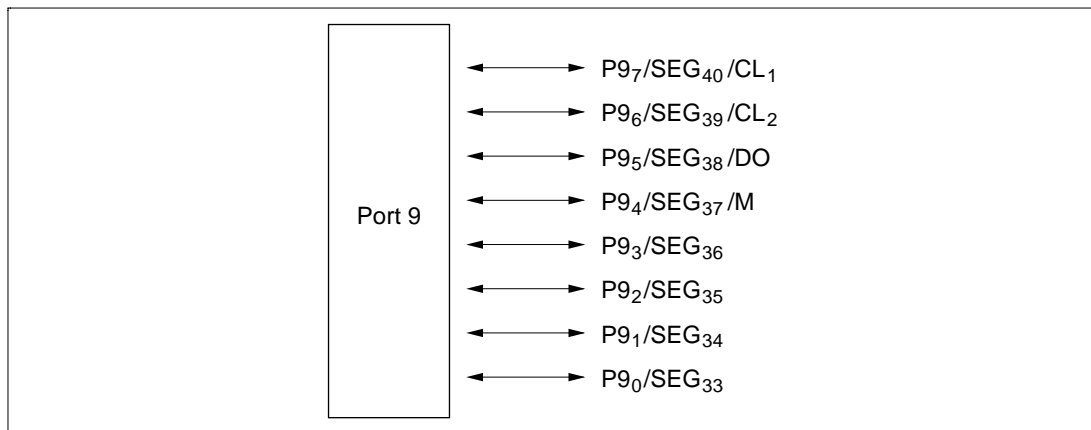 Port 9
P9₇/SEG₄₀/CL₁
P9₆/SEG₃₉/CL₂
P9₅/SEG₃₈/DO
P9₄/SEG₃₇/M
P9₃/SEG₃₆
P9₂/SEG₃₅
P9₁/SEG₃₄
P9₀/SEG₃₃